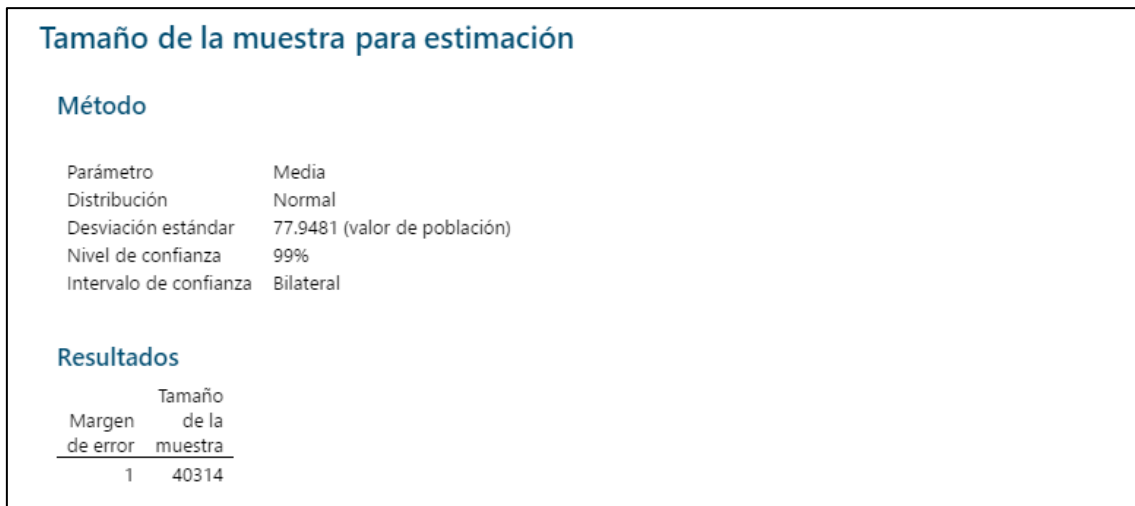 Tamaño de la muestra para estimación
Método
Parámetro Media
Distribución Normal
Desviación estándar 77.9481 (valor de población)
Nivel de confianza 99%
Intervalo de confianza Bilateral
Resultados
Tamaño
Margen de la
de error muestra
1 40314